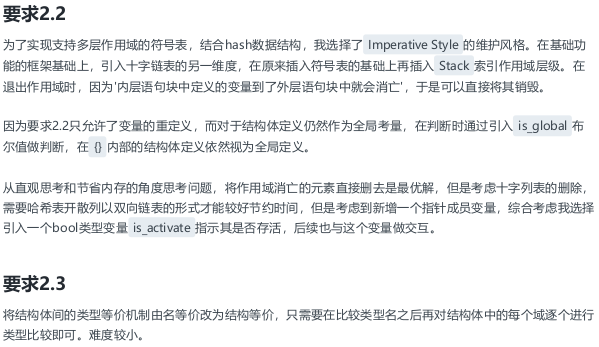 要求2.2
为了实现支持多层作用域的符号表，结合hash数据结构，我选择了 Imperative Style 的维护风格。在基础功
能的框架基础上，引入十字链表的另一维度，在原来插入符号表的基础上再插入 Stack 索引作用域层级。在
退出作用域时，因为'内层语句块中定义的变量到了外层语句块中就会消亡'，于是可以直接将其销毁。
因为要求2.2只允许了变量的重定义，而对于结构体定义仍然作为全局考量，在判断时通过引入 is_global 布
尔值做判断，在 {} 内部的结构体定义依然视为全局定义。
从直观思考和节省内存的角度思考问题，将作用域消亡的元素直接删去是最优解，但是考虑十字列表的删除，
需要哈希表开散列以双向链表的形式才能较好节约时间，但是考虑到新增一个指针成员变量，综合考虑我选择
引入一个bool类型变量 is_activate 指示其是否存活，后续也与这个变量做交互。
要求2.3
将结构体间的类型等价机制由名等价改为结构等价，只需要在比较类型名之后再对结构体中的每个域逐个进行
类型比较即可。难度较小。